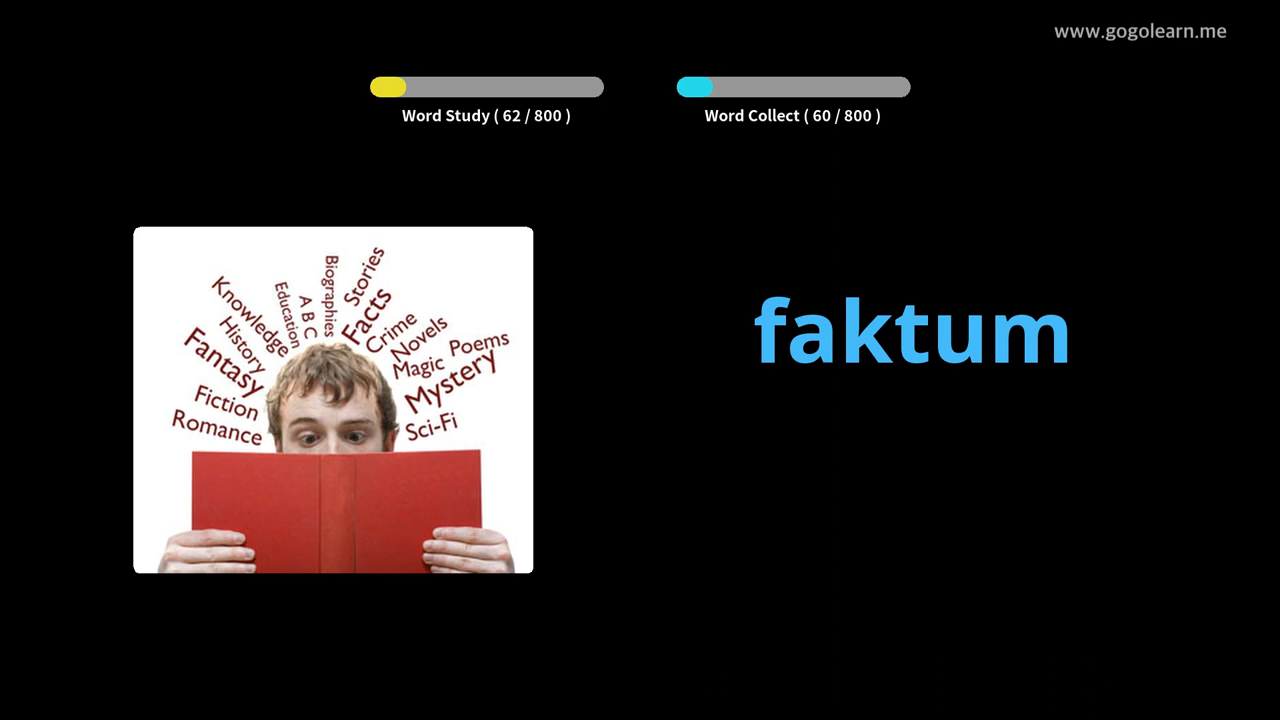 www.gogolearn.me
Word Study ( 62 / 800 )
Word Collect ( 60 / 800 )
Romance
Fiction
Fantasy
History
Knowledge
Education
A B C
Biographies
Stories
Facts
Crime
Novels
Magic
Poems
Mystery
Sci-Fi
faktum